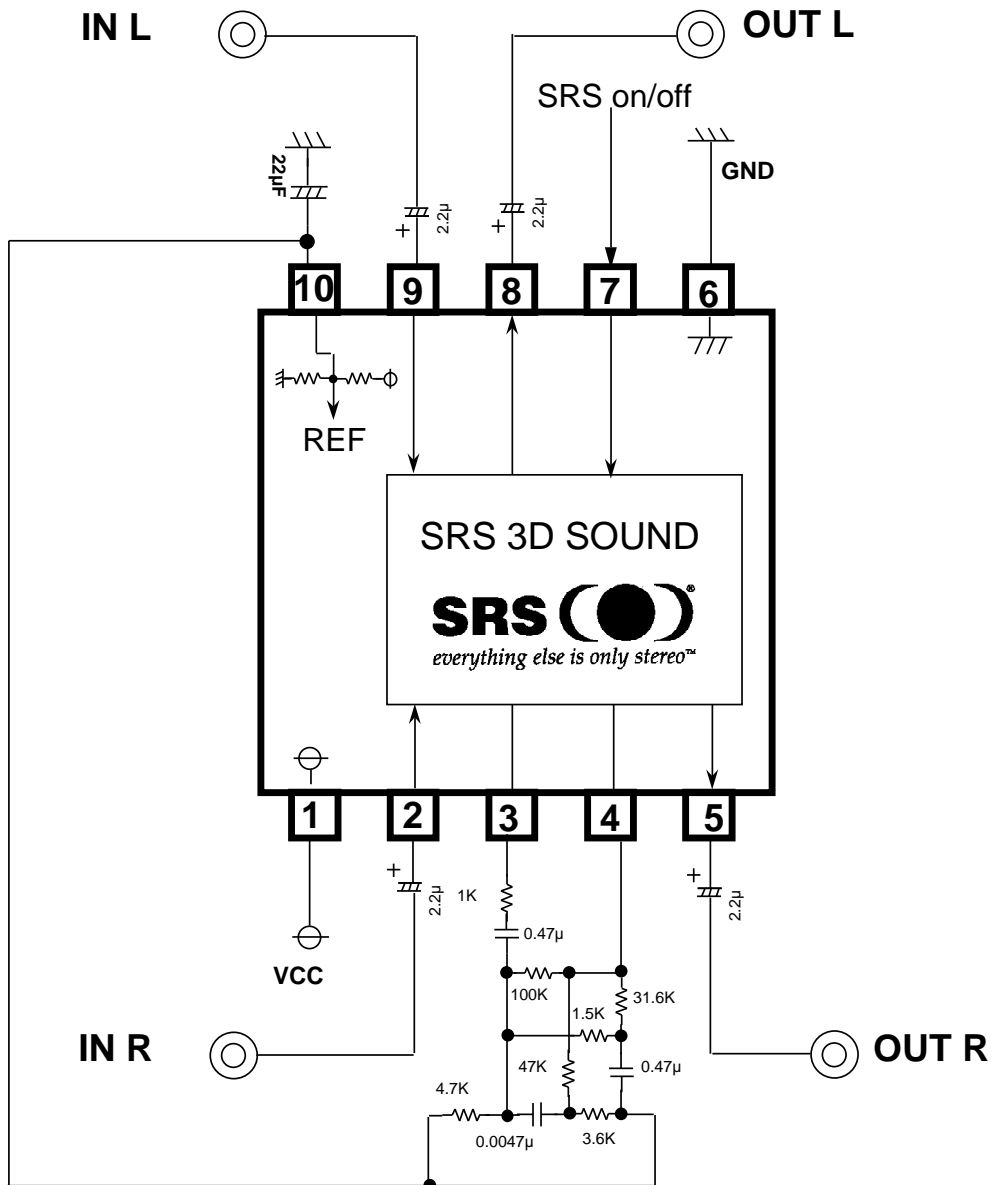 IN L
OUT L
SRS on/off
22µF
GND
2.2µ
2.2µ
+
+
10
9
8
7
6
REF
SRS 3D SOUND
SRS ®
everything else is only stereo™
1
2
3
4
5
+
2.2µ
1K
+
2.2µ
0.47µ
VCC
100K
31.6K
1.5K
IN R
OUT R
47K
0.47µ
4.7K
0.0047µ
3.6K